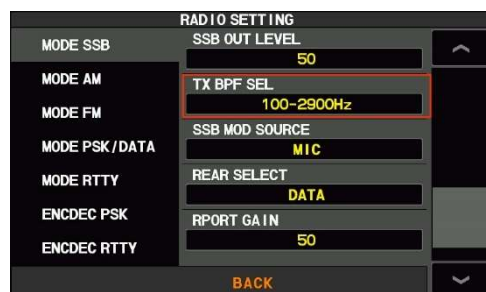 RADIO SETTING
MODE SSB
MODE AM
MODE FM
MODE PSK/DATA
MODE RTTY
ENCDEC PSK
ENCDEC RTTY
SSB OUT LEVEL
50
TX BPF SEL
100-2900Hz
SSB MOD SOURCE
MIC
REAR SELECT
DATA
RPORT GAIN
50
BACK